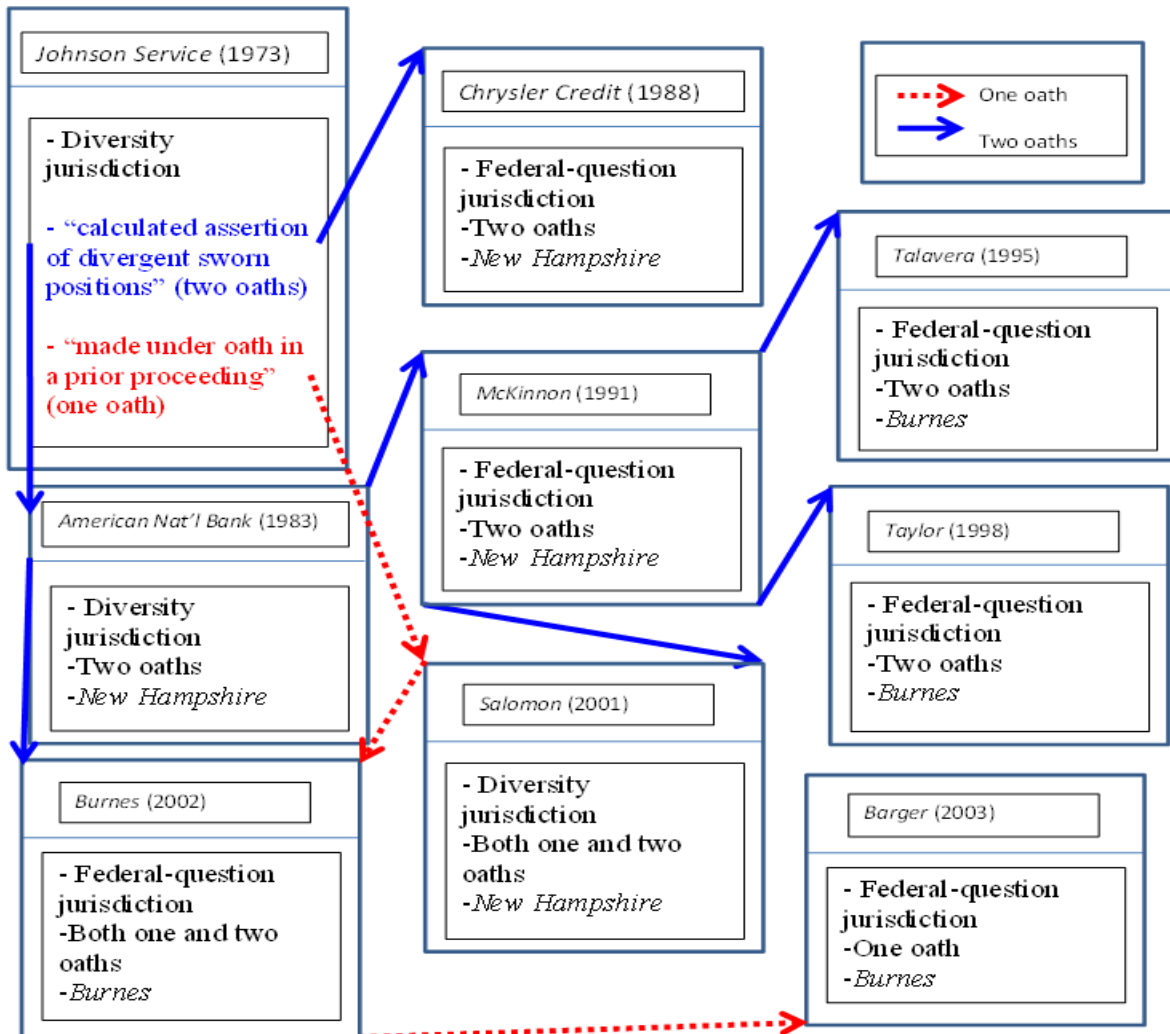 Johnson Service (1973)
- Diversity
jurisdiction
- “calculated assertion
of divergent sworn
positions” (two oaths)
- “made under oath in
a prior proceeding”
(one oath)
American Nat’l Bank (1983)
- Diversity
jurisdiction
-Two oaths
-New Hampshire
Burnes (2002)
- Federal-question
jurisdiction
-Both one and two
oaths
-Burnes
Chrysler Credit (1988)
- Federal-question
jurisdiction
-Two oaths
-New Hampshire
McKinnon (1991)
- Federal-question
jurisdiction
-Two oaths
-New Hampshire
Salomon (2001)
- Diversity
jurisdiction
-Both one and two
oaths
-New Hampshire
One oath
Two oaths
Talavera (1995)
- Federal-question
jurisdiction
-Two oaths
-Burnes
Taylor (1998)
- Federal-question
jurisdiction
-Two oaths
-Burnes
Barger (2003)
- Federal-question
jurisdiction
-One oath
-Burnes